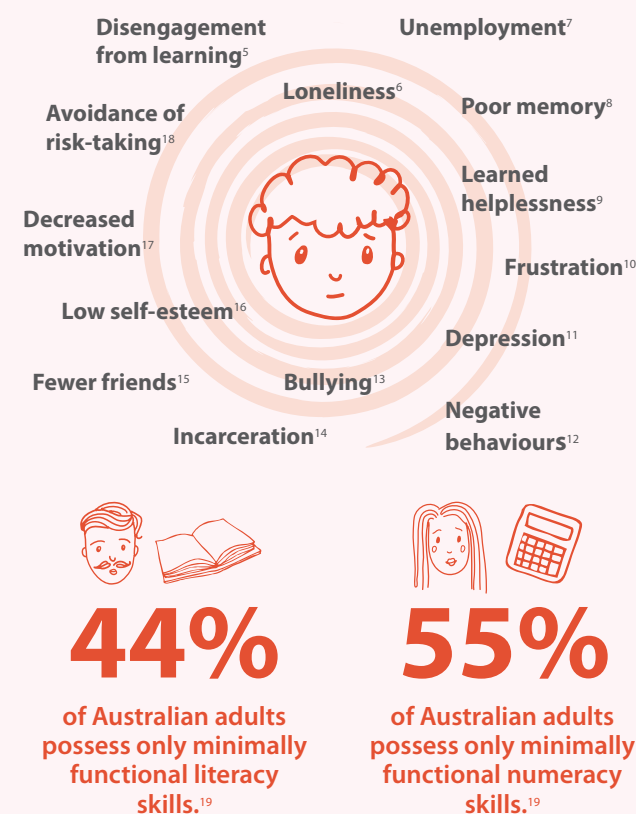 Disengagement
from learning⁵
Unemployment⁷
Loneliness⁶
Poor memory⁸
Avoidance of
risk-taking¹⁸
Learned
helplessness⁹
Decreased
motivation¹⁷
Frustration¹⁰
Low self-esteem¹⁶
Depression¹¹
Fewer friends¹⁵
Bullying¹³
Negative
behaviours¹²
Incarceration¹⁴
44%
of Australian adults
possess only minimally
functional literacy
skills.¹⁹
55%
of Australian adults
possess only minimally
functional numeracy
skills.¹⁹